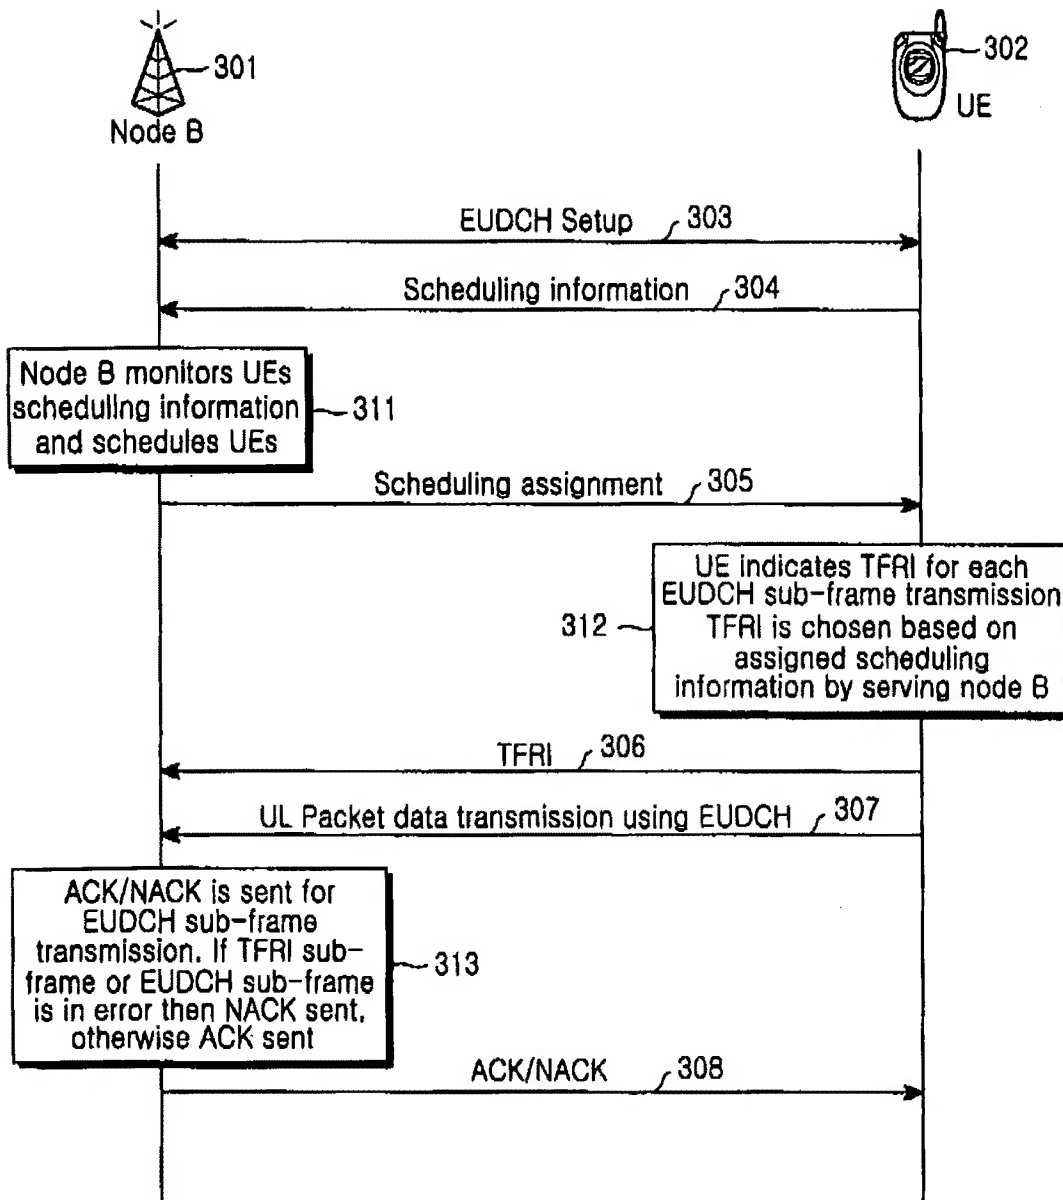 301
Node B
302
UE
EUDCH Setup 303
Scheduling information 304
Node B monitors UEs
scheduling information
and schedules UEs
311
Scheduling assignment 305
UE indicates TFRI for each
EUDCH sub-frame transmission
TFRI is chosen based on
assigned scheduling
information by serving node B
312
TFRI 306
UL Packet data transmission using EUDCH 307
ACK/NACK is sent for
EUDCH sub-frame
transmission. If TFRI sub-
frame or EUDCH sub-frame
is in error then NACK sent,
otherwise ACK sent
313
ACK/NACK 308